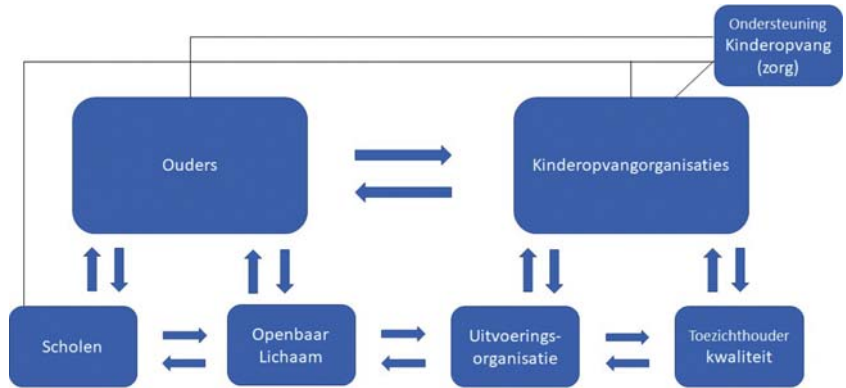 Ondersteuning
Kinderopvang
(zorg)
Ouders
Kinderopvangorganisaties
Scholen
Openbaar
Lichaam
Uitvoerings-
organisatie
Toezichthouder
kwaliteit